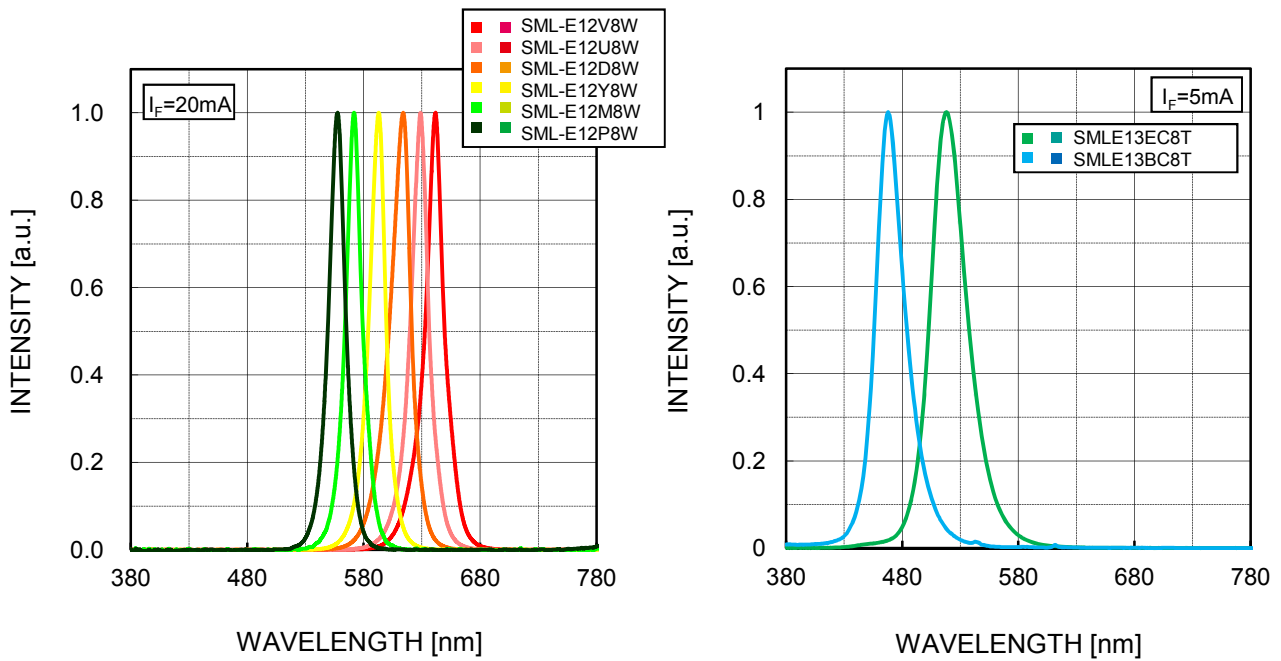 SML-E12V8W
SML-E12U8W
SML-E12D8W
SML-E12Y8W
SML-E12M8W
SML-E12P8W
IF=20mA
INTENSITY [a.u.]
1.0
0.8
0.6
0.4
0.2
0.0
380 480 580 680 780
WAVELENGTH [nm]
IF=5mA
SMLE13EC8T
SMLE13BC8T
INTENSITY [a.u.]
1
0.8
0.6
0.4
0.2
0
380 480 580 680 780
WAVELENGTH [nm]